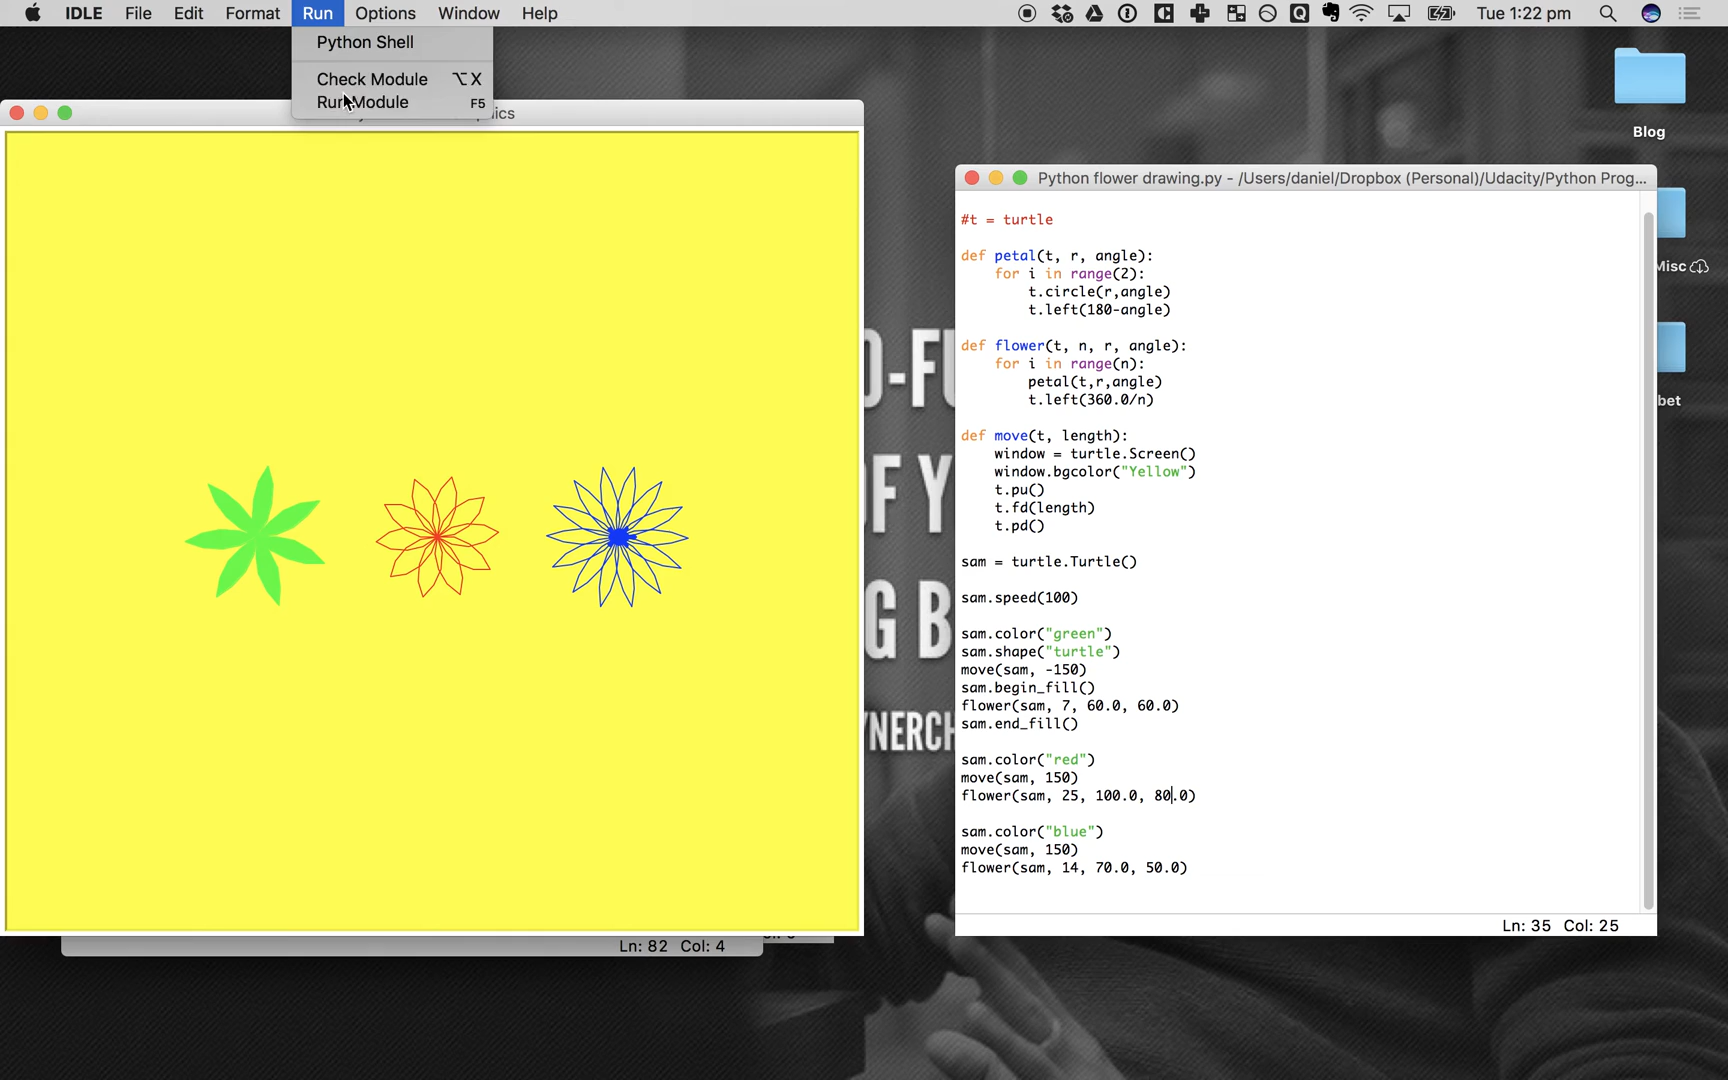 IDLE File Edit Format Run Options Window Help Tue 1:22 pm
Python Shell
Check Module ⌥ X
Run Module F5
Blog
Python flower drawing.py - /Users/daniel/Dropbox (Personal)/Udacity/Python Prog...
#t = turtle
def petal(t, r, angle):
for i in range(2):
t.circle(r,angle)
t.left(180-angle)
def flower(t, n, r, angle):
for i in range(n):
petal(t,r,angle)
t.left(360.0/n)
def move(t, length):
window = turtle.Screen()
window.bgcolor("Yellow")
t.pu()
t.fd(length)
t.pd()
sam = turtle.Turtle()
sam.speed(100)
sam.color("green")
sam.shape("turtle")
move(sam, -150)
sam.begin_fill()
flower(sam, 7, 60.0, 60.0)
sam.end_fill()
sam.color("red")
move(sam, 150)
flower(sam, 25, 100.0, 80.0)
sam.color("blue")
move(sam, 150)
flower(sam, 14, 70.0, 50.0)
Ln: 35 Col: 25
Misc
Ln: 82 Col: 4